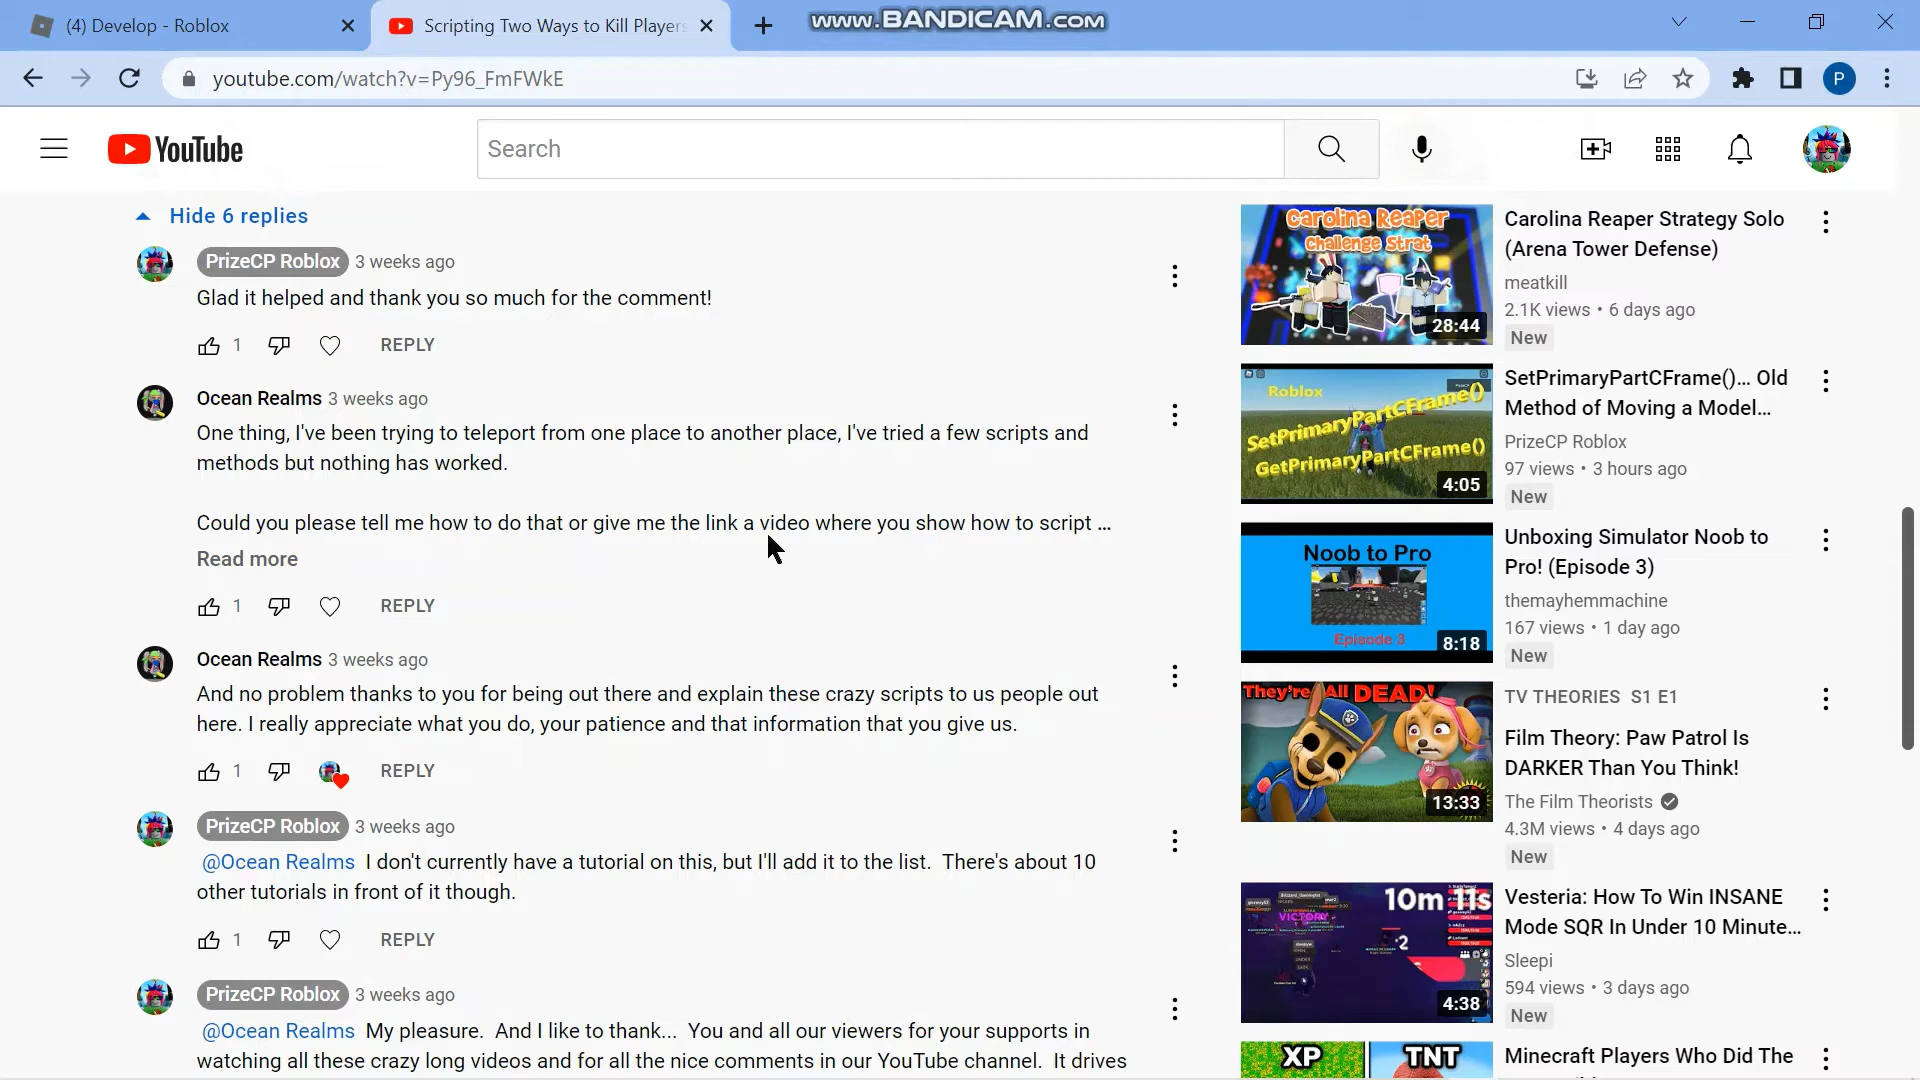 (4) Develop - Roblox
Scripting Two Ways to Kill Players
www.BANDICAM.com
youtube.com/watch?v=Py96_FmFWkE
P
YouTube
Search
Hide 6 replies
PrizeCP Roblox 3 weeks ago
Glad it helped and thank you so much for the comment!
1 REPLY
Ocean Realms 3 weeks ago
One thing, I've been trying to teleport from one place to another place, I've tried a few scripts and
methods but nothing has worked.
Could you please tell me how to do that or give me the link a video where you show how to script ...
Read more
1 REPLY
Ocean Realms 3 weeks ago
And no problem thanks to you for being out there and explain these crazy scripts to us people out
here. I really appreciate what you do, your patience and that information that you give us.
1 REPLY
PrizeCP Roblox 3 weeks ago
@Ocean Realms I don't currently have a tutorial on this, but I'll add it to the list. There's about 10
other tutorials in front of it though.
1 REPLY
PrizeCP Roblox 3 weeks ago
@Ocean Realms My pleasure. And I like to thank... You and all our viewers for your supports in
watching all these crazy long videos and for all the nice comments in our YouTube channel. It drives
Carolina Reaper
Challenge Strat
28:44
Carolina Reaper Strategy Solo
(Arena Tower Defense)
meatkill
2.1K views • 6 days ago
New
Roblox
SetPrimaryPartCFrame()
GetPrimaryPartCFrame()
4:05
SetPrimaryPartCFrame()... Old
Method of Moving a Model...
PrizeCP Roblox
97 views • 3 hours ago
New
Noob to Pro
Episode 3
8:18
Unboxing Simulator Noob to
Pro! (Episode 3)
themayhemmachine
167 views • 1 day ago
New
They're All DEAD!
13:33
TV THEORIES S1 E1
Film Theory: Paw Patrol Is
DARKER Than You Think!
The Film Theorists
4.3M views • 4 days ago
New
10m 11s
VICTORY
4:38
Vesteria: How To Win INSANE
Mode SQR In Under 10 Minute...
Sleepi
594 views • 3 days ago
New
XP
TNT
Minecraft Players Who Did The